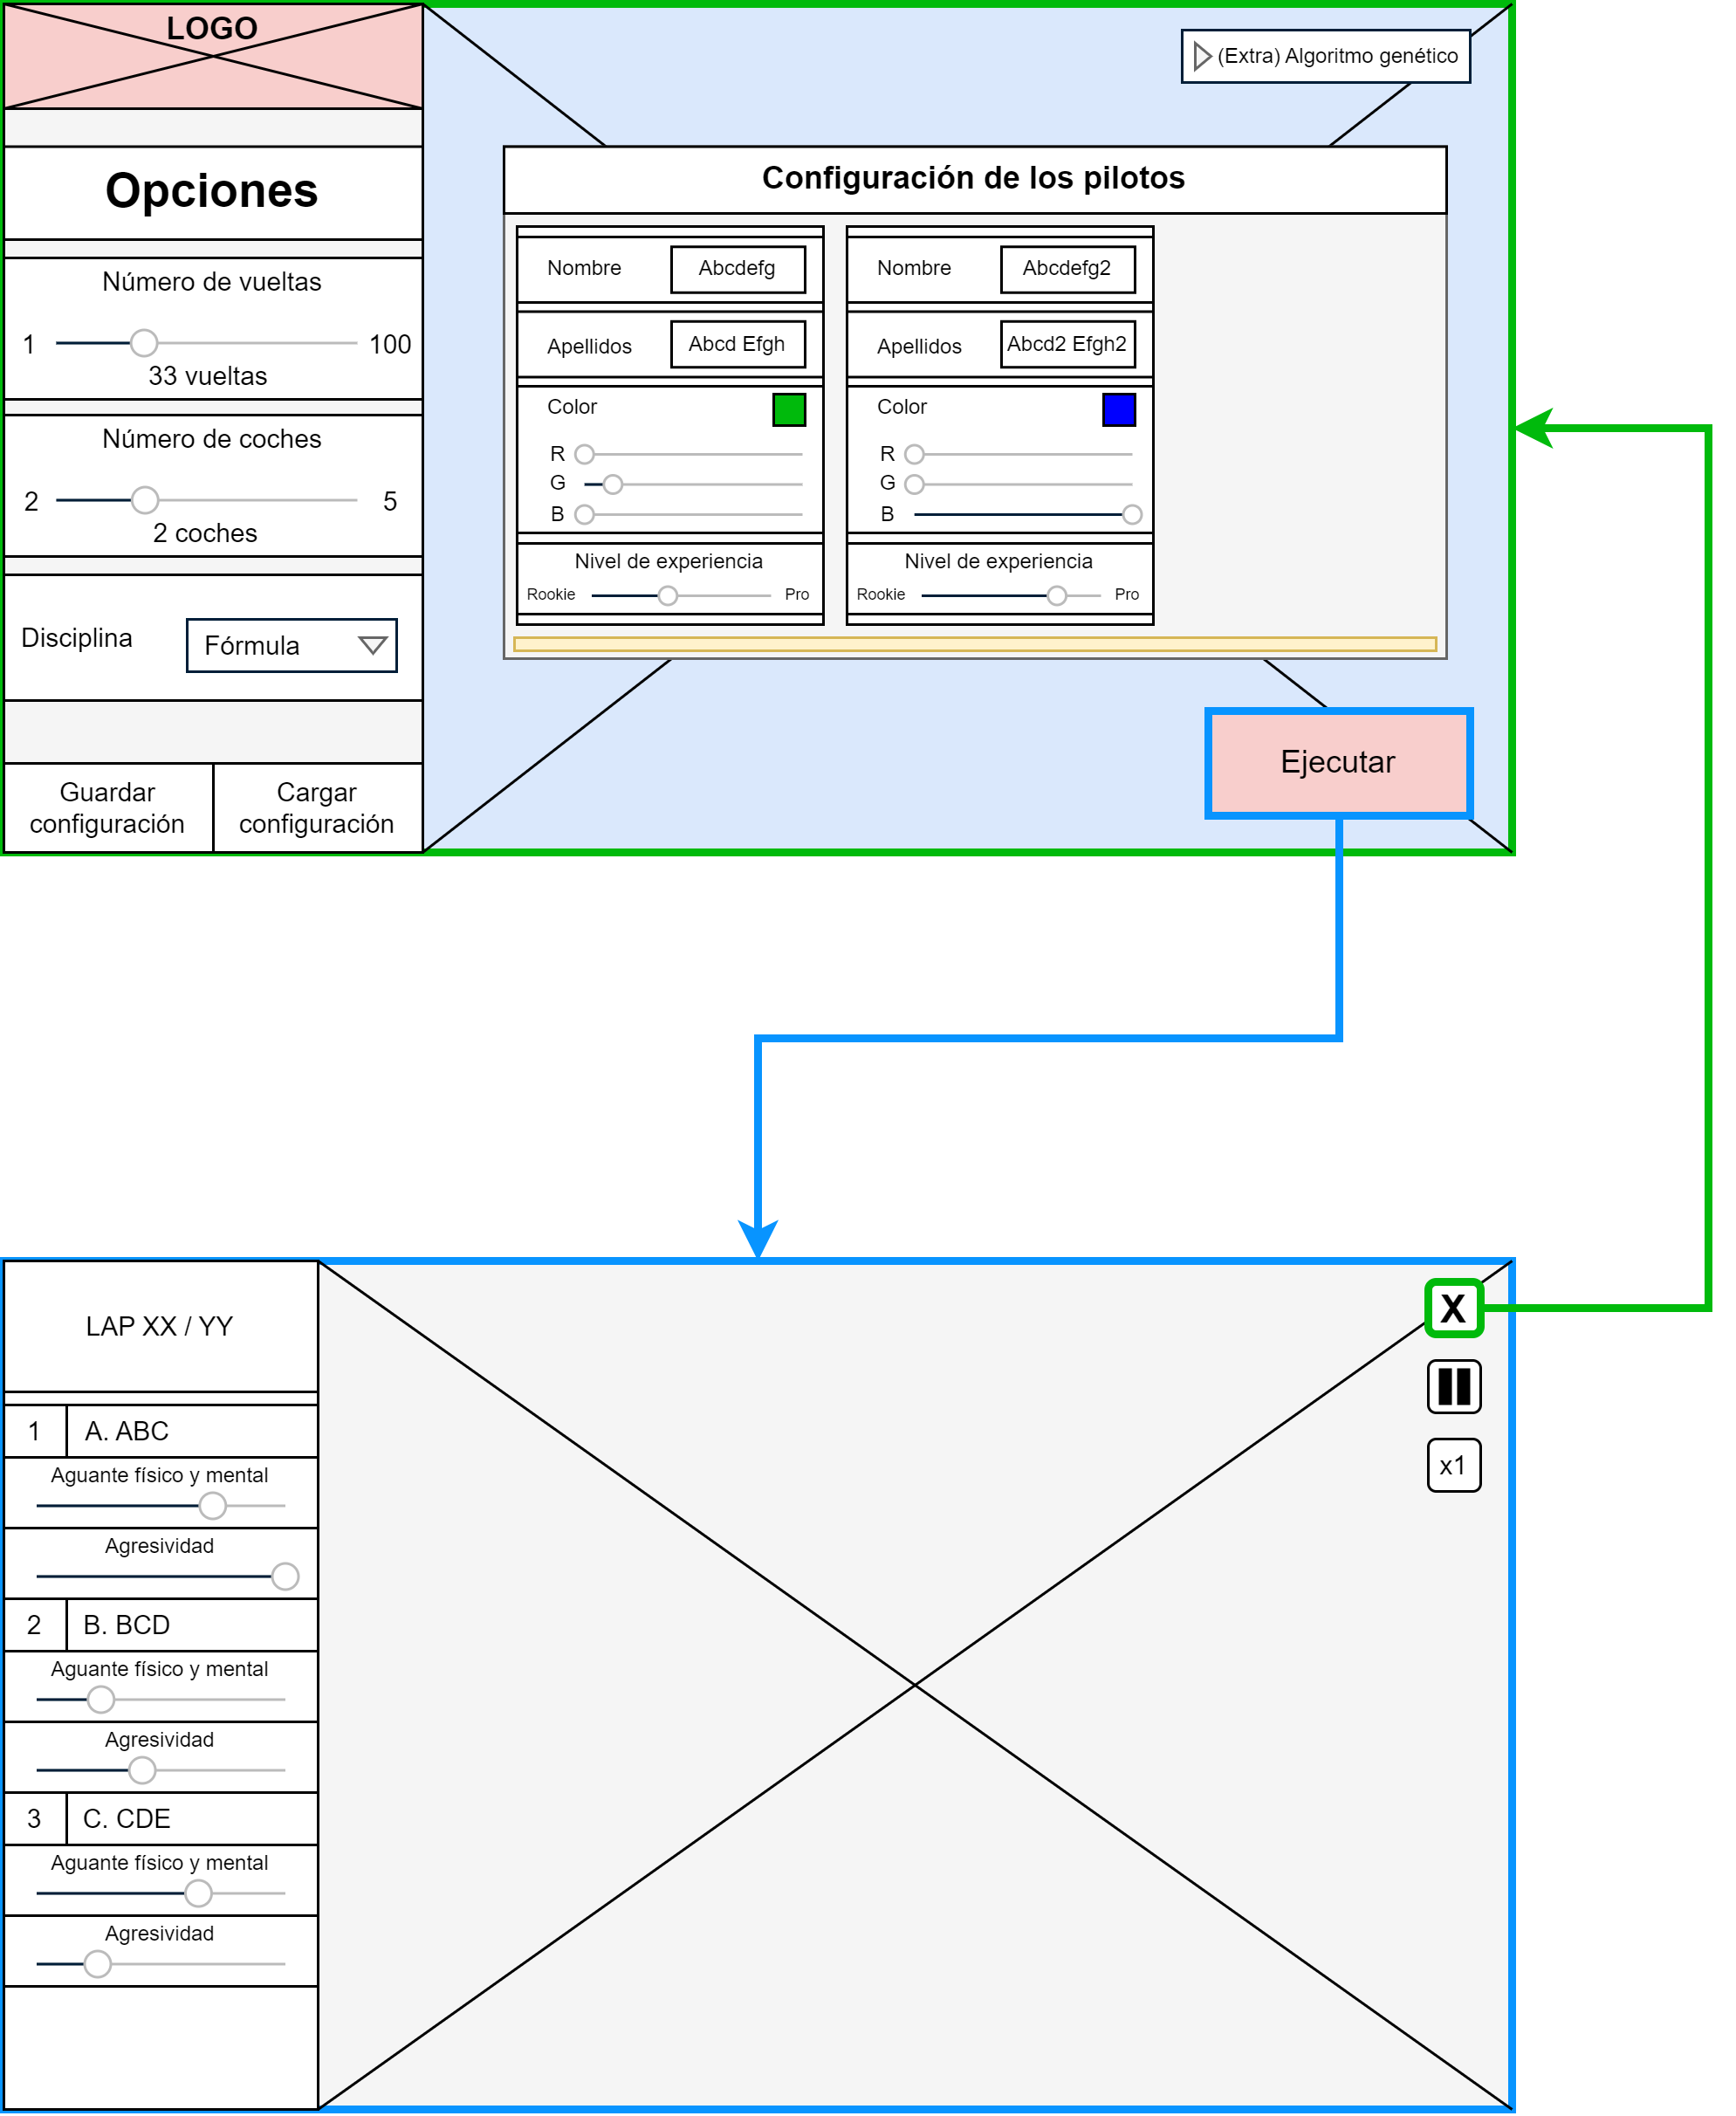 LOGO
(Extra) Algoritmo genético
Opciones
Número de vueltas
1
100
33 vueltas
Número de coches
2
5
2 coches
Disciplina
Fórmula
Guardar
configuración
Cargar
configuración
Configuración de los pilotos
Nombre
Abcdefg
Apellidos
Abcd Efgh
Color
R
G
B
Nivel de experiencia
Rookie
Pro
Nombre
Abcdefg2
Apellidos
Abcd2 Efgh2
Color
R
G
B
Nivel de experiencia
Rookie
Pro
Ejecutar
LAP XX / YY
1
A. ABC
Aguante físico y mental
Agresividad
2
B. BCD
Aguante físico y mental
Agresividad
3
C. CDE
Aguante físico y mental
Agresividad
X
x1